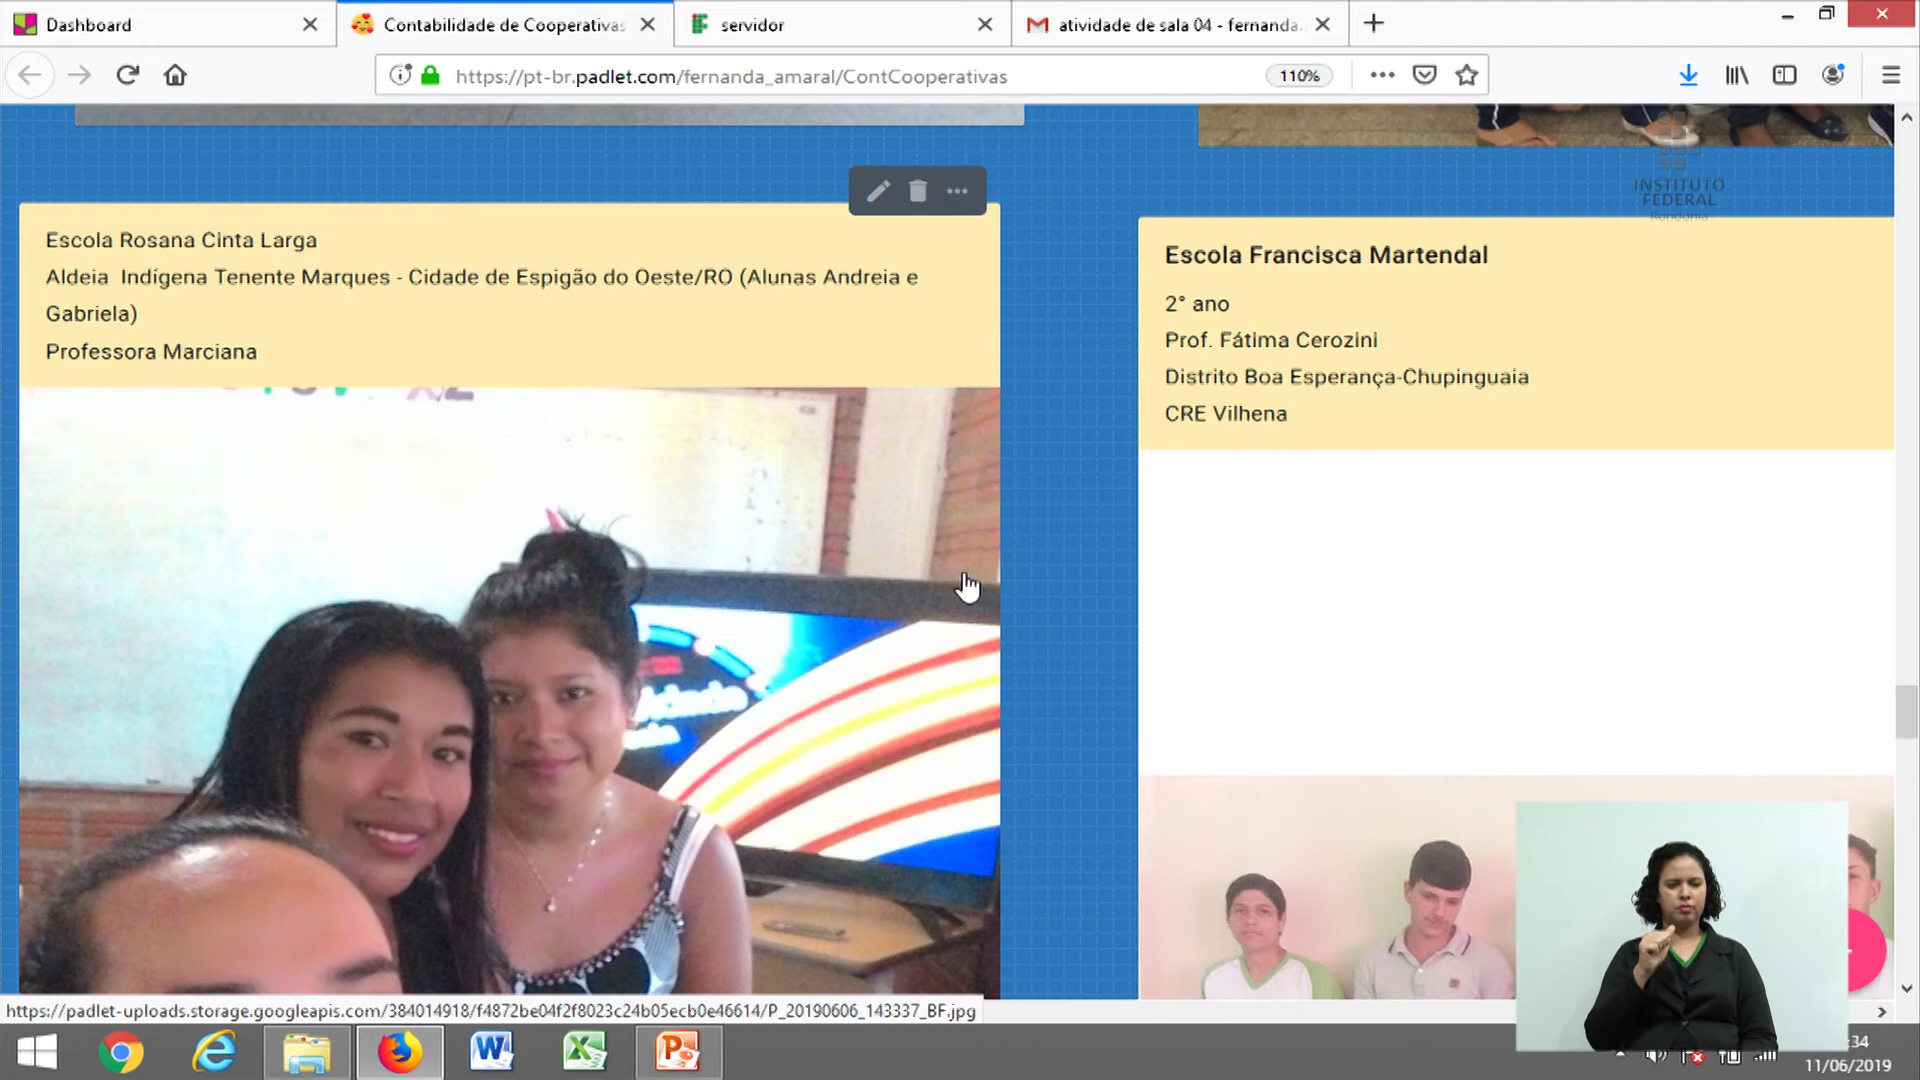 Dashboard
Contabilidade de Cooperativas
servidor
atividade de sala 04 - fernanda.
https://pt-br.padlet.com/fernanda_amaral/ContCooperativas
110%
INSTITUTO
FEDERAL
Rondônia
Escola Rosana Cinta Larga
Aldeia Indígena Tenente Marques - Cidade de Espigão do Oeste/RO (Alunas Andreia e
Gabriela)
Professora Marciana
Escola Francisca Martendal
2° ano
Prof. Fátima Cerozini
Distrito Boa Esperança-Chupinguaia
CRE Vilhena
https://padlet-uploads.storage.googleapis.com/384014918/f4872be04f2f8023c24b05ecb0e46614/P_20190606_143337_BF.jpg
:34
11/06/2019